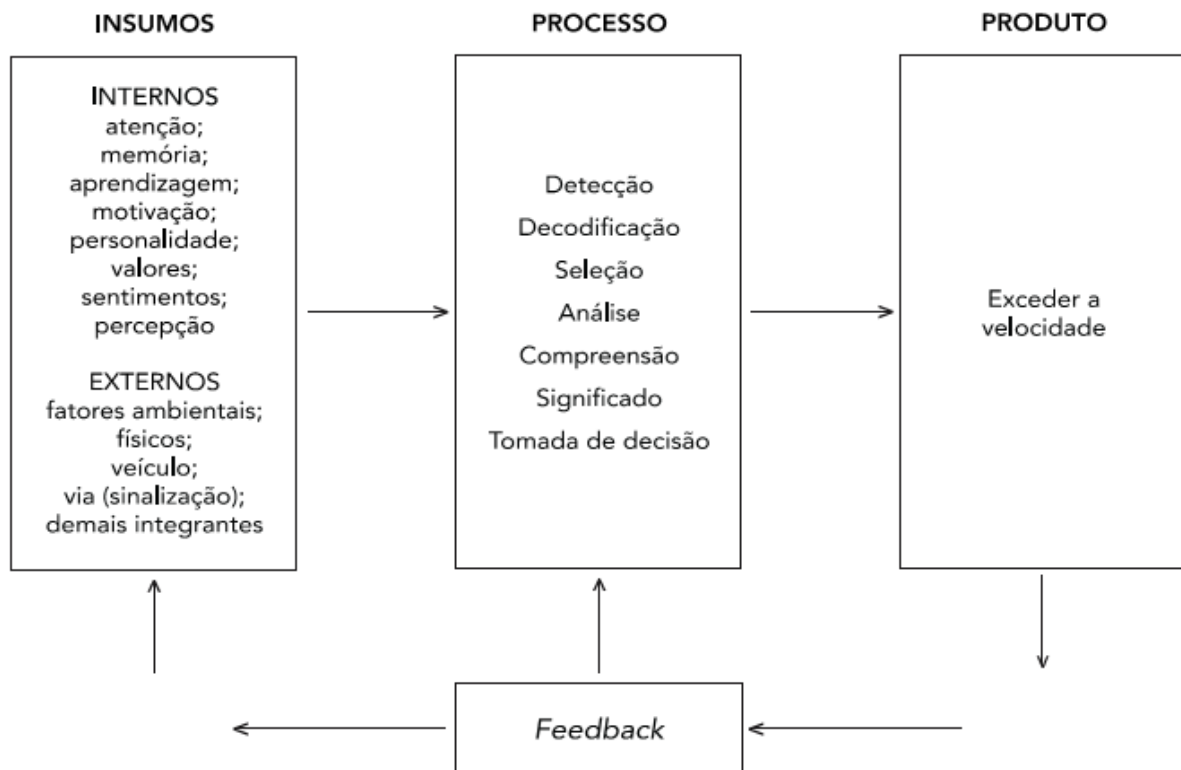 INSUMOS
INTERNOS
atenção;
memória;
aprendizagem;
motivação;
personalidade;
valores;
sentimentos;
percepção
EXTERNOS
fatores ambientais;
físicos;
veículo;
via (sinalização);
demais integrantes
PROCESSO
Detecção
Decodificação
Seleção
Análise
Compreensão
Significado
Tomada de decisão
PRODUTO
Exceder a
velocidade
Feedback